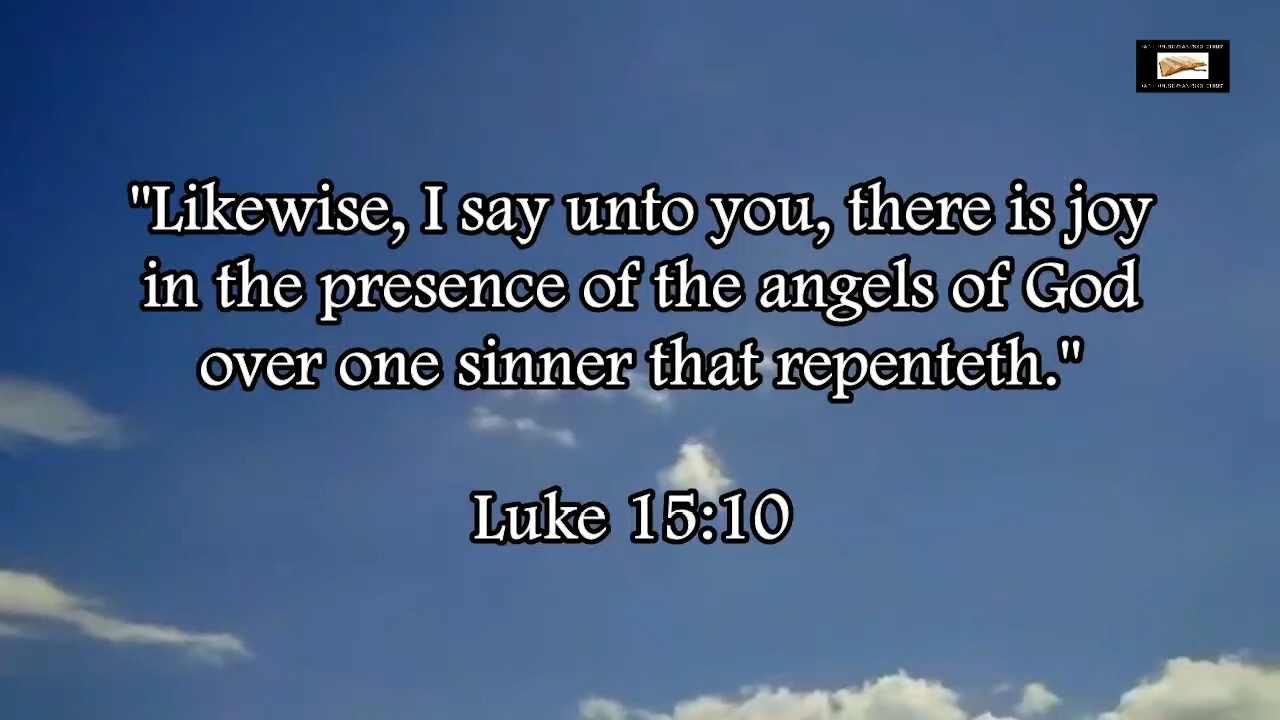 "Likewise, I say unto you, there is joy
in the presence of the angels of God
over one sinner that repenteth."
Luke 15:10